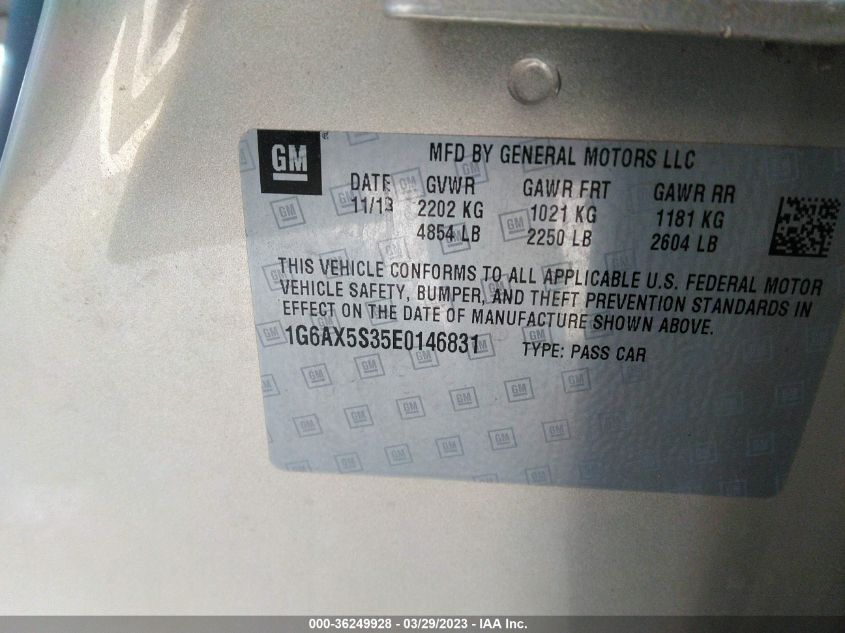 GM
MFD BY GENERAL MOTORS LLC
DATE GVWR GAWR FRT GAWR RR
11/13 2202 KG 1021 KG 1181 KG
4854 LB 2250 LB 2604 LB
THIS VEHICLE CONFORMS TO ALL APPLICABLE U.S. FEDERAL MOTOR
VEHICLE SAFETY, BUMPER, AND THEFT PREVENTION STANDARDS IN
EFFECT ON THE DATE OF MANUFACTURE SHOWN ABOVE.
1G6AX5S35E0146831 TYPE: PASS CAR
000-36249928 - 03/29/2023 - IAA Inc.